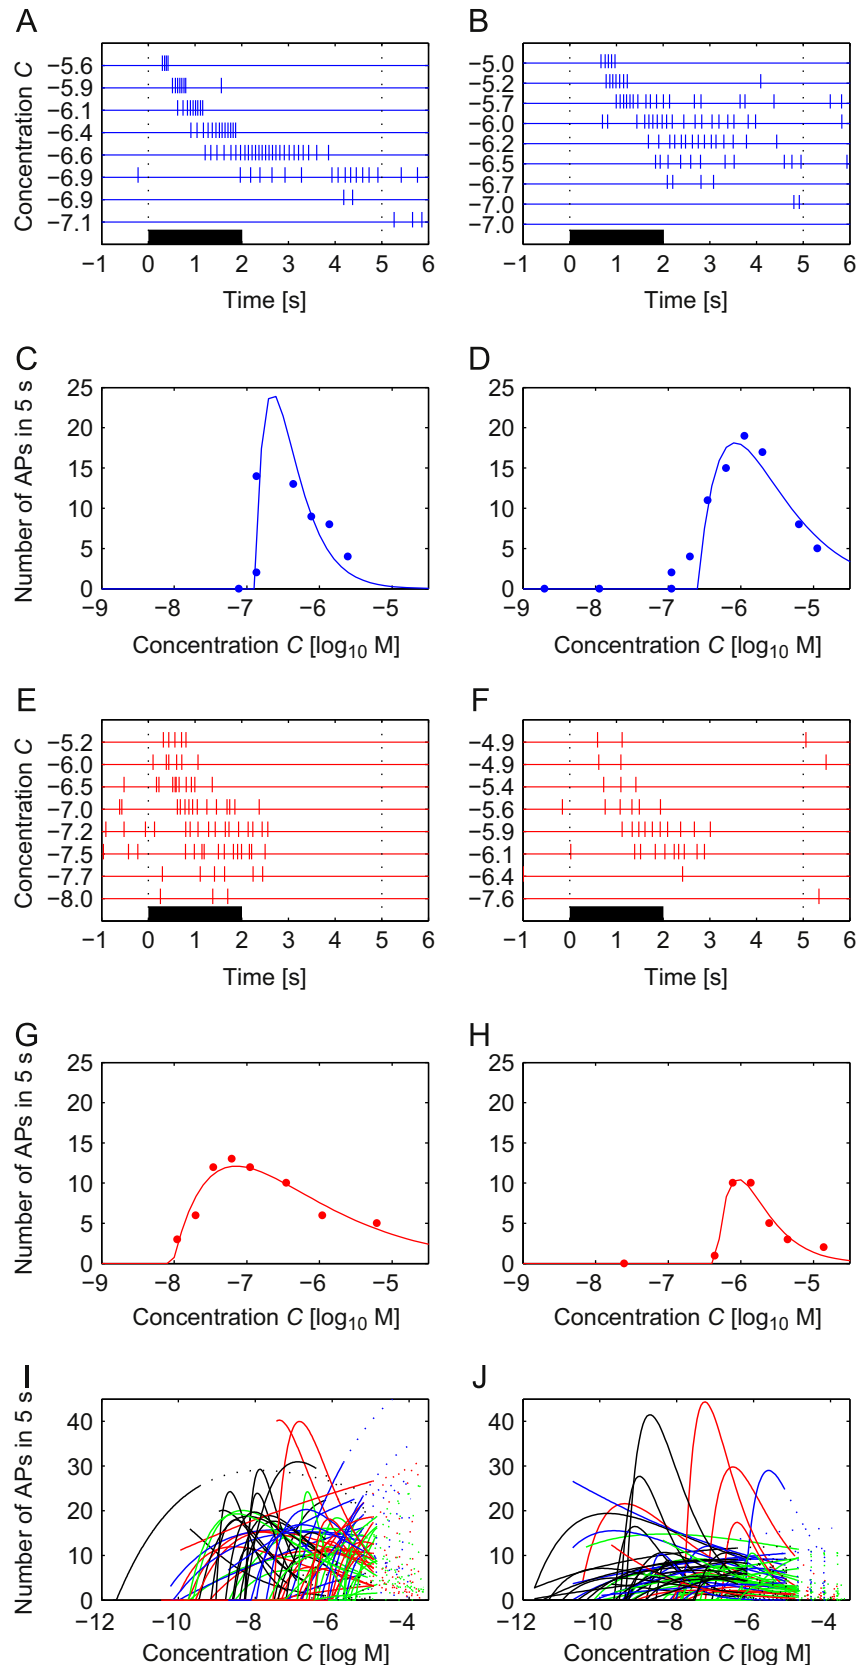 A
Concentration C
−5.6
−5.9
−6.1
−6.4
−6.6
−6.9
−6.9
−7.1
−1 0 1 2 3 4 5 6
Time [s]
B
−5.0
−5.2
−5.7
−6.0
−6.2
−6.5
−6.7
−7.0
−7.0
−1 0 1 2 3 4 5 6
Time [s]
C
Number of APs in 5 s
25
20
15
10
5
0
−9 −8 −7 −6 −5
Concentration C [log10 M]
D
25
20
15
10
5
0
−9 −8 −7 −6 −5
Concentration C [log10 M]
E
Concentration C
−5.2
−6.0
−6.5
−7.0
−7.2
−7.5
−7.7
−8.0
−1 0 1 2 3 4 5 6
Time [s]
F
−4.9
−4.9
−5.4
−5.6
−5.9
−6.1
−6.4
−7.6
−1 0 1 2 3 4 5 6
Time [s]
G
Number of APs in 5 s
25
20
15
10
5
0
−9 −8 −7 −6 −5
Concentration C [log10 M]
H
25
20
15
10
5
0
−9 −8 −7 −6 −5
Concentration C [log10 M]
I
Number of APs in 5 s
40
30
20
10
0
−12 −10 −8 −6 −4
Concentration C [log M]
J
40
30
20
10
0
−12 −10 −8 −6 −4
Concentration C [log M]